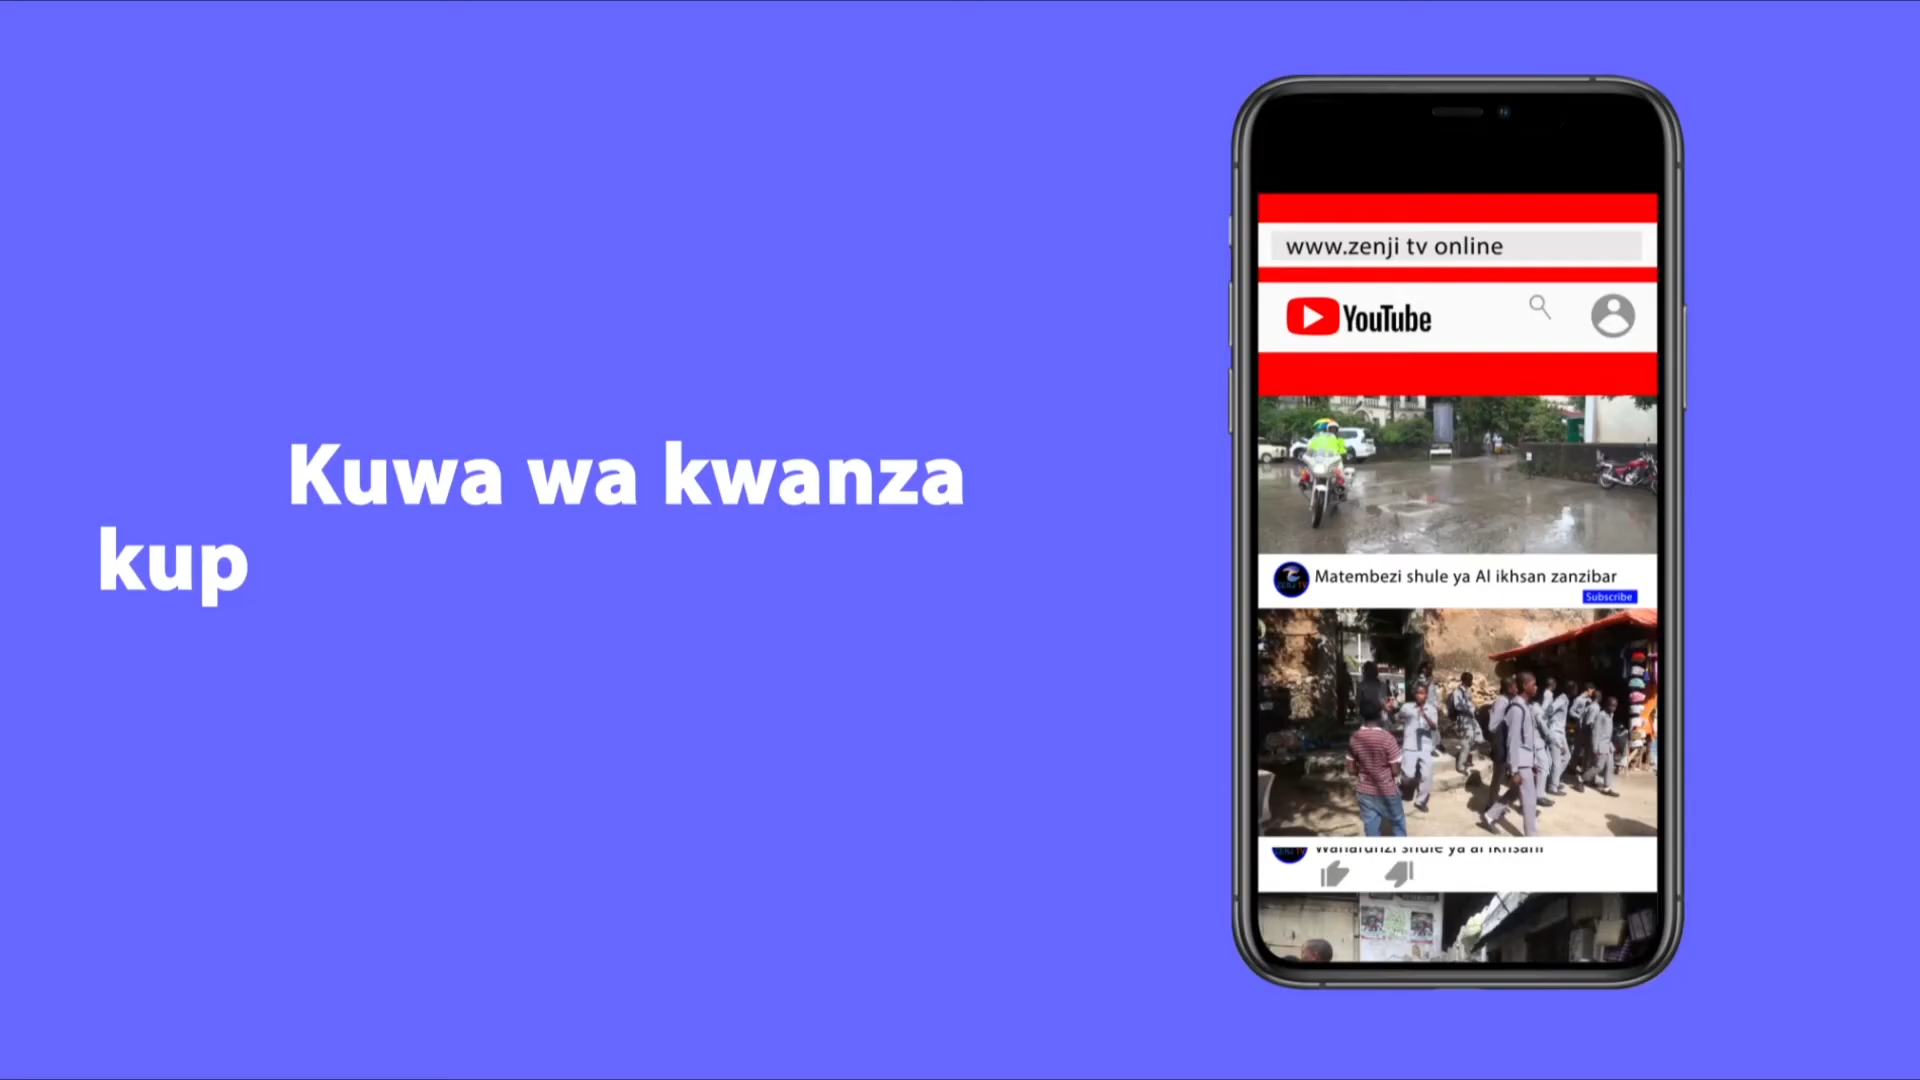 Kuwa wa kwanza
kup
www.zenji tv online
YouTube
Matembezi shule ya Al ikhsan zanzibar
Subscribe